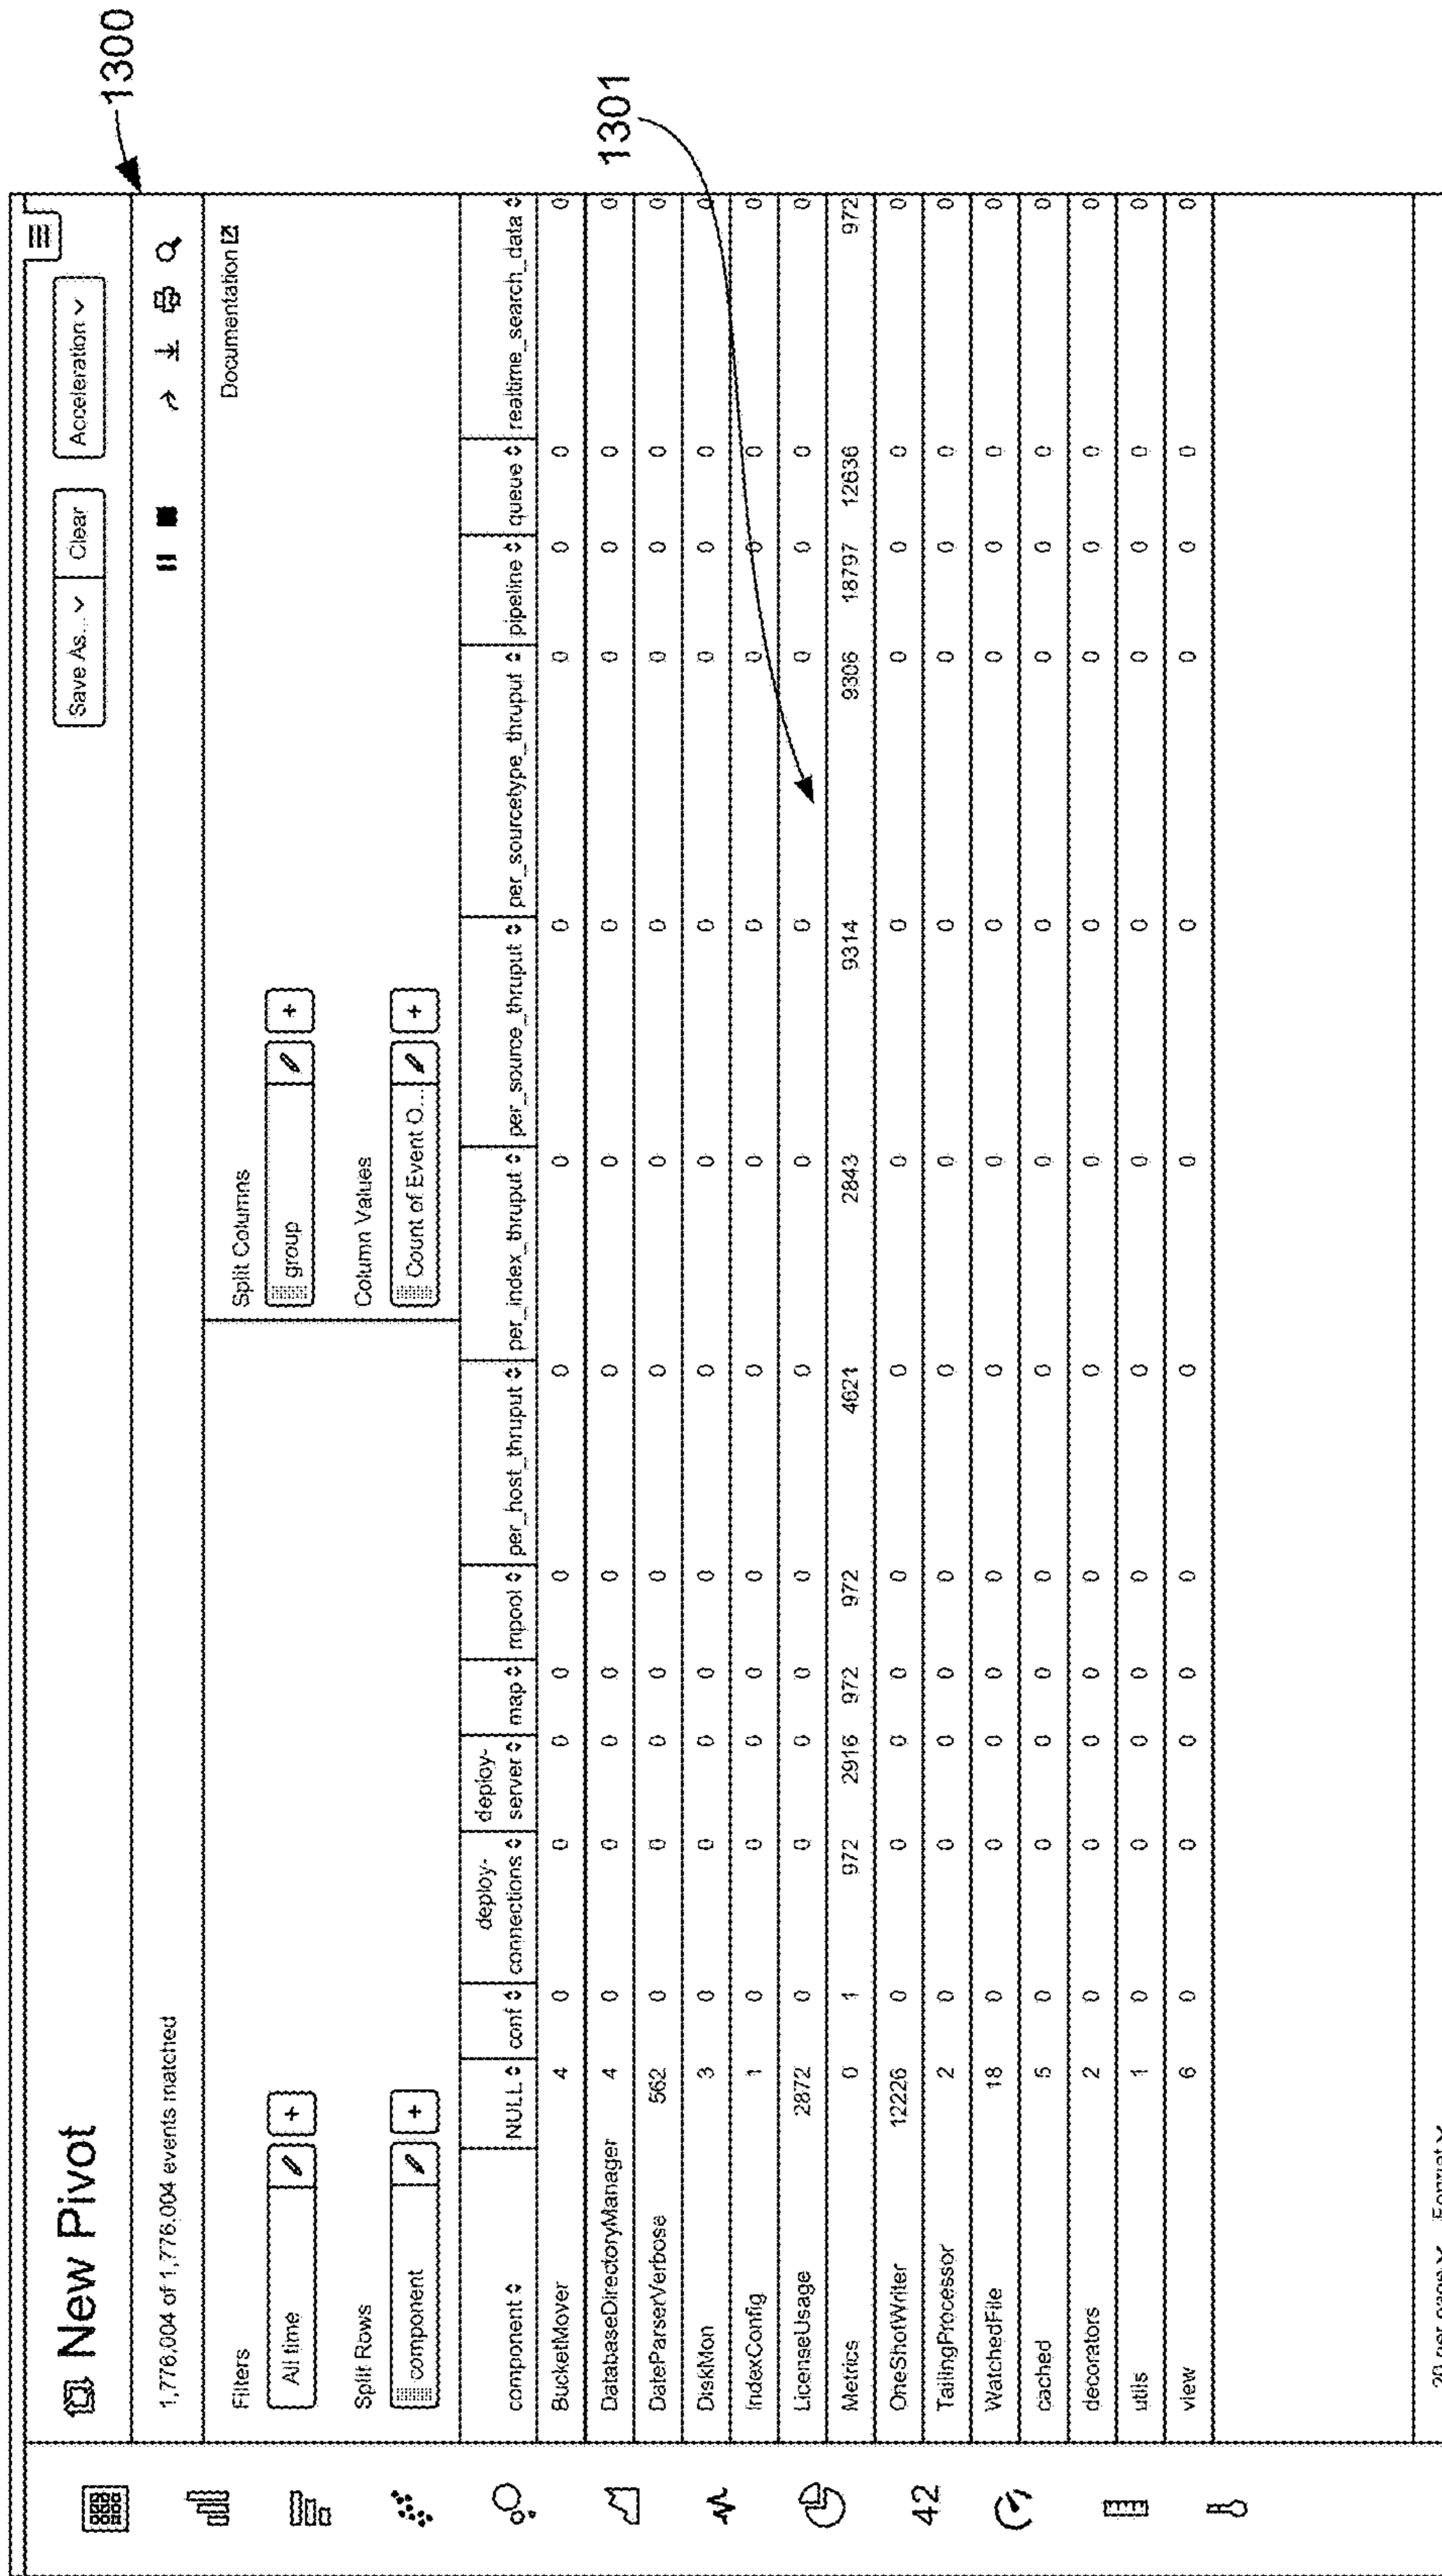 New Pivot
Save As... Clear Acceleration
1300
1,776,004 of 1,776,004 events matched
Filters
Split Columns
Documentation
All time +
group +
Split Rows
Column Values
component +
Count of Event O... +
1301
component NULL conf deploy-connections deploy-server map mpool per_host_thruput per_index_thruput per_source_thruput per_sourcetype_thruput pipeline queue realtime_search_data
BucketMover 4 0 0 0 0 0 0 0 0 0 0 0 0
DatabaseDirectoryManager 4 0 0 0 0 0 0 0 0 0 0 0 0
DateParserVerbose 562 0 0 0 0 0 0 0 0 0 0 0 0
DiskMon 3 0 0 0 0 0 0 0 0 0 0 0 0
IndexConfig 1 0 0 0 0 0 0 0 0 0 0 0 0
LicenseUsage 2872 0 0 0 0 0 0 0 0 0 0 0 0
Metrics 0 1 972 2916 972 972 4621 2843 9314 9306 18797 12636 972
OneShotWriter 12226 0 0 0 0 0 0 0 0 0 0 0 0
TailingProcessor 2 0 0 0 0 0 0 0 0 0 0 0 0
WatchedFile 18 0 0 0 0 0 0 0 0 0 0 0 0
cached 5 0 0 0 0 0 0 0 0 0 0 0 0
decorators 2 0 0 0 0 0 0 0 0 0 0 0 0
utils 1 0 0 0 0 0 0 0 0 0 0 0 0
view 6 0 0 0 0 0 0 0 0 0 0 0 0
42